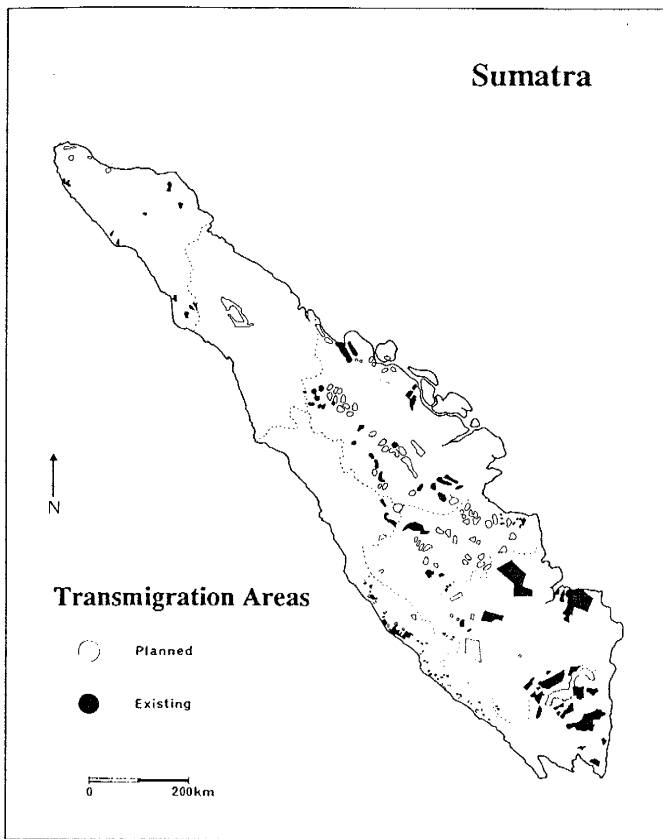 Sumatra
N
Transmigration Areas
Planned
Existing
0 200km